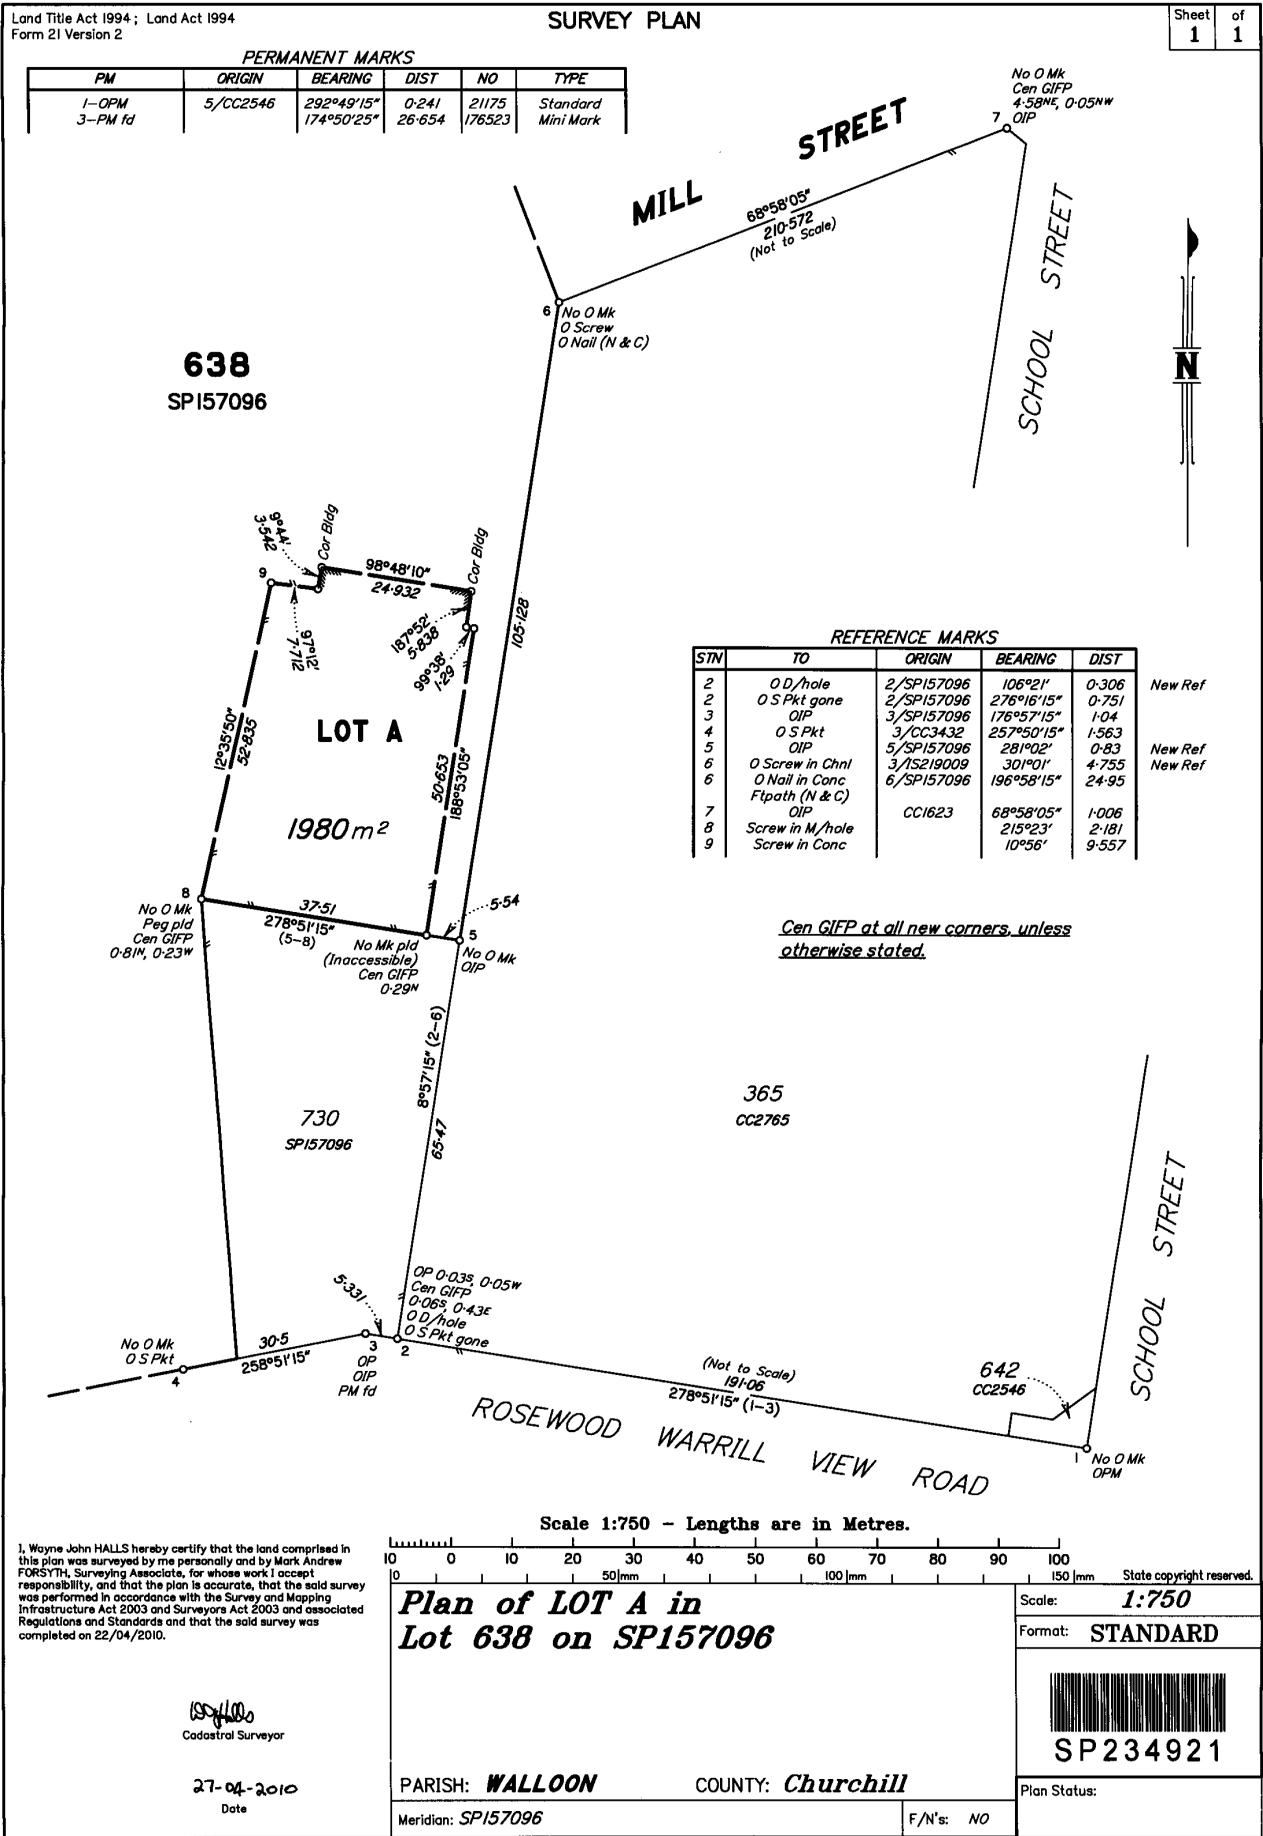 Land Title Act 1994 ; Land Act 1994
Form 21 Version 2
SURVEY PLAN
Sheet of
1 1
PERMANENT MARKS
PM ORIGIN BEARING DIST NO TYPE
1-OPM 5/CC2546 292°49'15" 0·241 21175 Standard
3-PM fd 174°50'25" 26·654 176523 Mini Mark
No O Mk
Cen GIFP
4·58NE, 0·05NW
7 OIP
MILL STREET
68°58'05"
210·572
(Not to Scale)
SCHOOL STREET
N
6 No O Mk
O Screw
O Nail (N & C)
638
SP157096
9°44'
3·542
Cor Bldg
98°48'10"
24·932
Cor Bldg
9
97°12'
7·712
187°52'
5·838
99°38'
1·29
105·128
REFERENCE MARKS
STN TO ORIGIN BEARING DIST
2 O D/hole 2/SP157096 106°21' 0·306 New Ref
2 O S Pkt gone 2/SP157096 276°16'15" 0·751
3 OIP 3/SP157096 176°57'15" 1·04
4 O S Pkt 3/CC3432 257°50'15" 1·563
5 OIP 5/SP157096 281°02' 0·83 New Ref
6 O Screw in Chnl 3/IS219009 301°01' 4·755 New Ref
6 O Nail in Conc 6/SP157096 196°58'15" 24·95
Ftpath (N & C)
7 OIP CC1623 68°58'05" 1·006
8 Screw in M/hole 215°23' 2·181
9 Screw in Conc 10°56' 9·557
LOT A
12°35'50"
52·835
50·653
188°53'05"
1980m²
8
No O Mk
Peg pld
Cen GIFP
0·81N, 0·23W
37·51
278°51'15"
(5-8)
5·54
No Mk pld
(Inaccessible)
Cen GIFP
0·29N
5
No O Mk
OIP
Cen GIFP at all new corners, unless
otherwise stated.
8°57'15" (2-6)
65·47
365
CC2765
730
SP157096
SCHOOL STREET
5·331
OP 0·03S, 0·05W
Cen GIFP
0·06S, 0·43E
O D/hole
O S Pkt gone
No O Mk
O S Pkt
4
30·5
258°51'15"
3
OP
OIP
PM fd
2
(Not to Scale)
191·06
278°51'15" (1-3)
642
CC2546
ROSEWOOD WARRILL VIEW ROAD
1 No O Mk
OPM
Scale 1:750 – Lengths are in Metres.
10 0 10 20 30 40 50 60 70 80 90 100
0 50|mm 100|mm 150|mm State copyright reserved.
I, Wayne John HALLS hereby certify that the land comprised in
this plan was surveyed by me personally and by Mark Andrew
FORSYTH, Surveying Associate, for whose work I accept
responsibility, and that the plan is accurate, that the said survey
was performed in accordance with the Survey and Mapping
Infrastructure Act 2003 and Surveyors Act 2003 and associated
Regulations and Standards and that the said survey was
completed on 22/04/2010.
Cadastral Surveyor
27-04-2010
Date
Plan of LOT A in
Lot 638 on SP157096
Scale: 1:750
Format: STANDARD
SP234921
PARISH: WALLOON COUNTY: Churchill
Plan Status:
Meridian: SP157096 F/N's: NO